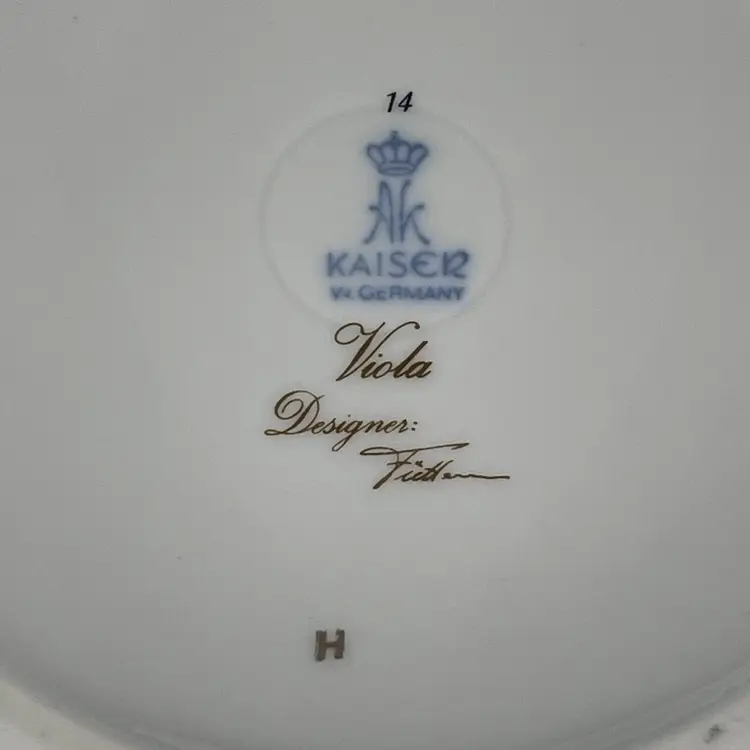 14
AK
KAISER
W. GERMANY
Viola
Designer:
H